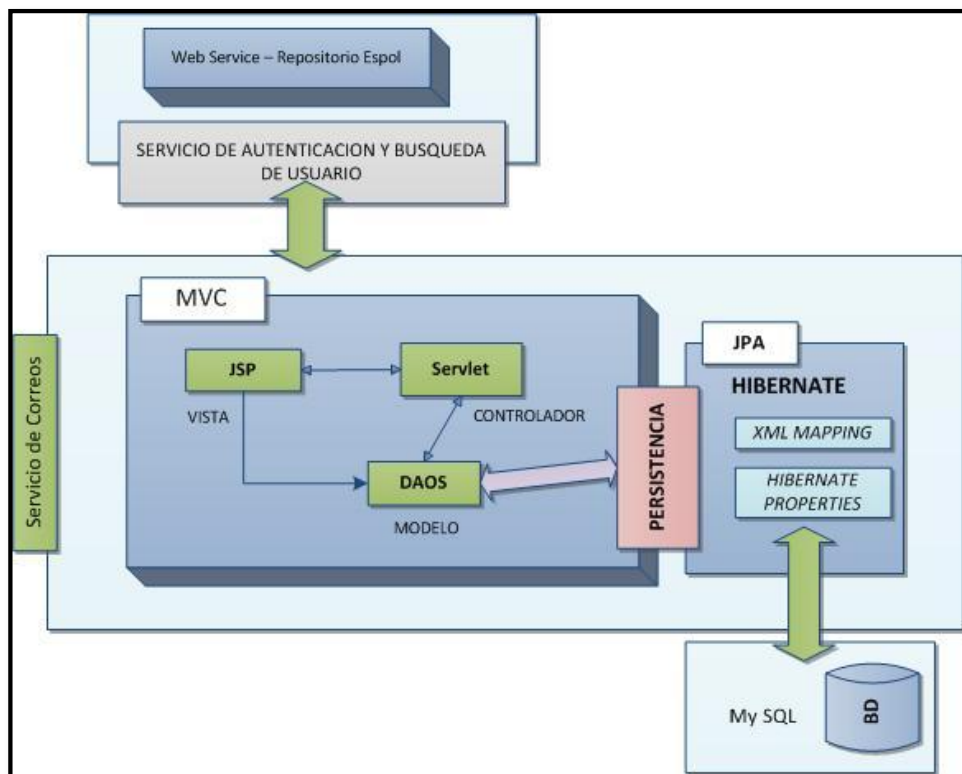 Web Service – Repositorio Espol
SERVICIO DE AUTENTICACION Y BUSQUEDA
DE USUARIO
MVC
JSP
Servlet
VISTA
CONTROLADOR
DAOS
MODELO
Servicio de Correos
PERSISTENCIA
JPA
HIBERNATE
XML MAPPING
HIBERNATE
PROPERTIES
My SQL
BD